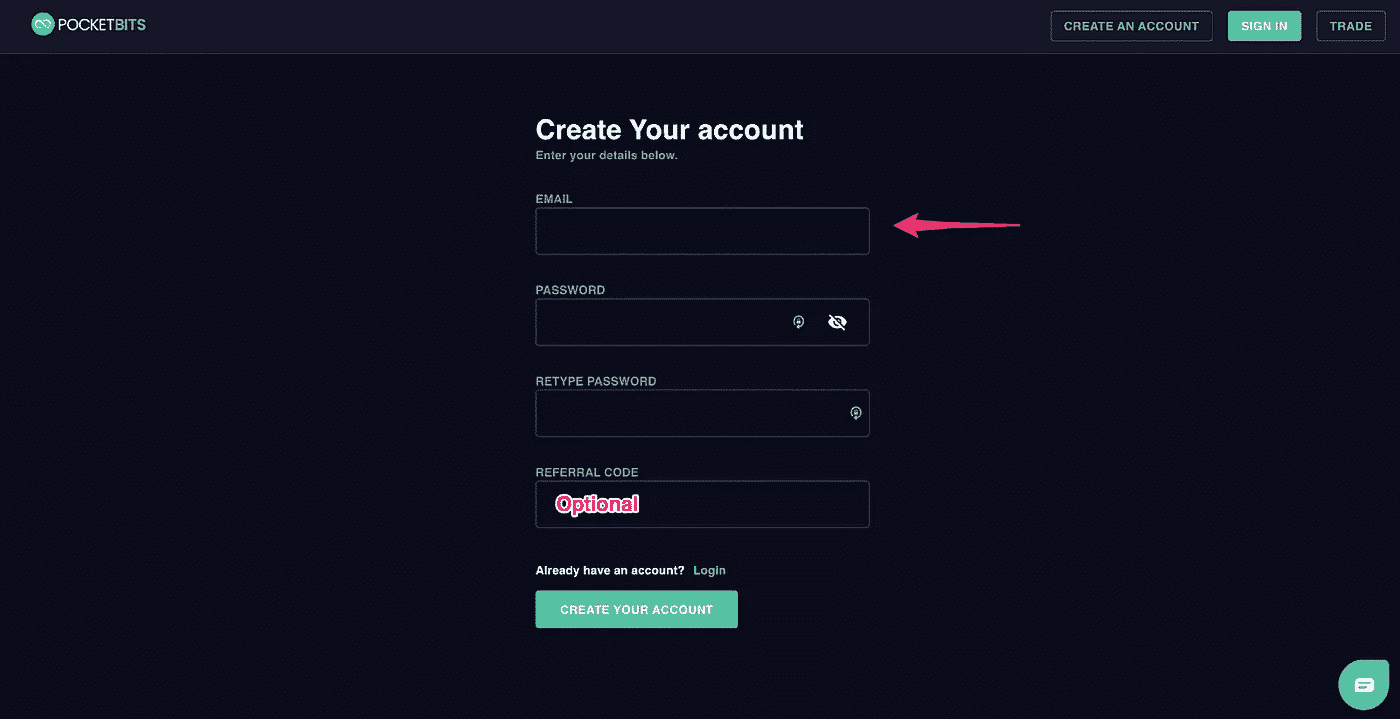 POCKETBITS
CREATE AN ACCOUNT
SIGN IN
TRADE
Create Your account
Enter your details below.
EMAIL
PASSWORD
RETYPE PASSWORD
REFERRAL CODE
Optional
Already have an account? Login
CREATE YOUR ACCOUNT